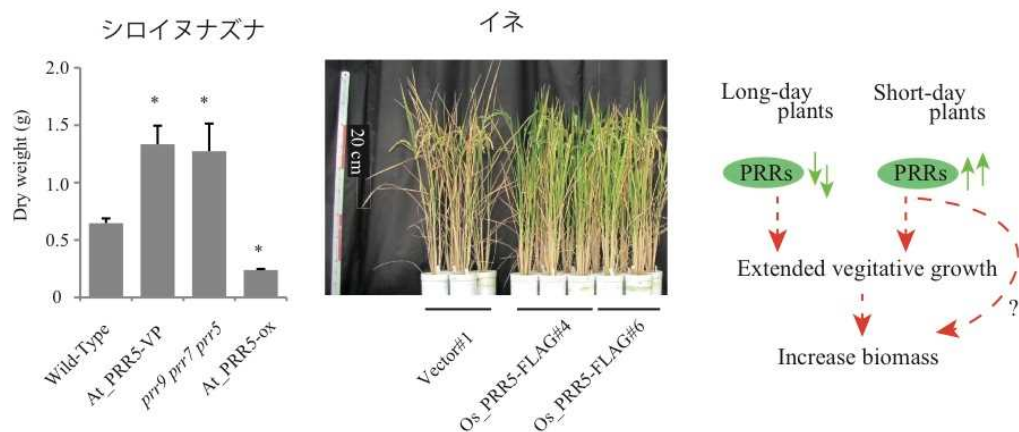 シロイヌナズナ
2.0
1.5
1.0
0.5
0
Dry weight (g)
*
*
*
Wild-Type
At_PRR5-VP
prr9 prr7 prr5
At_PRR5-ox
イネ
20 cm
Vector#1
Os_PRR5-FLAG#4
Os_PRR5-FLAG#6
Long-day
plants
Short-day
plants
PRRs
PRRs
Extended vegitative growth
?
Increase biomass